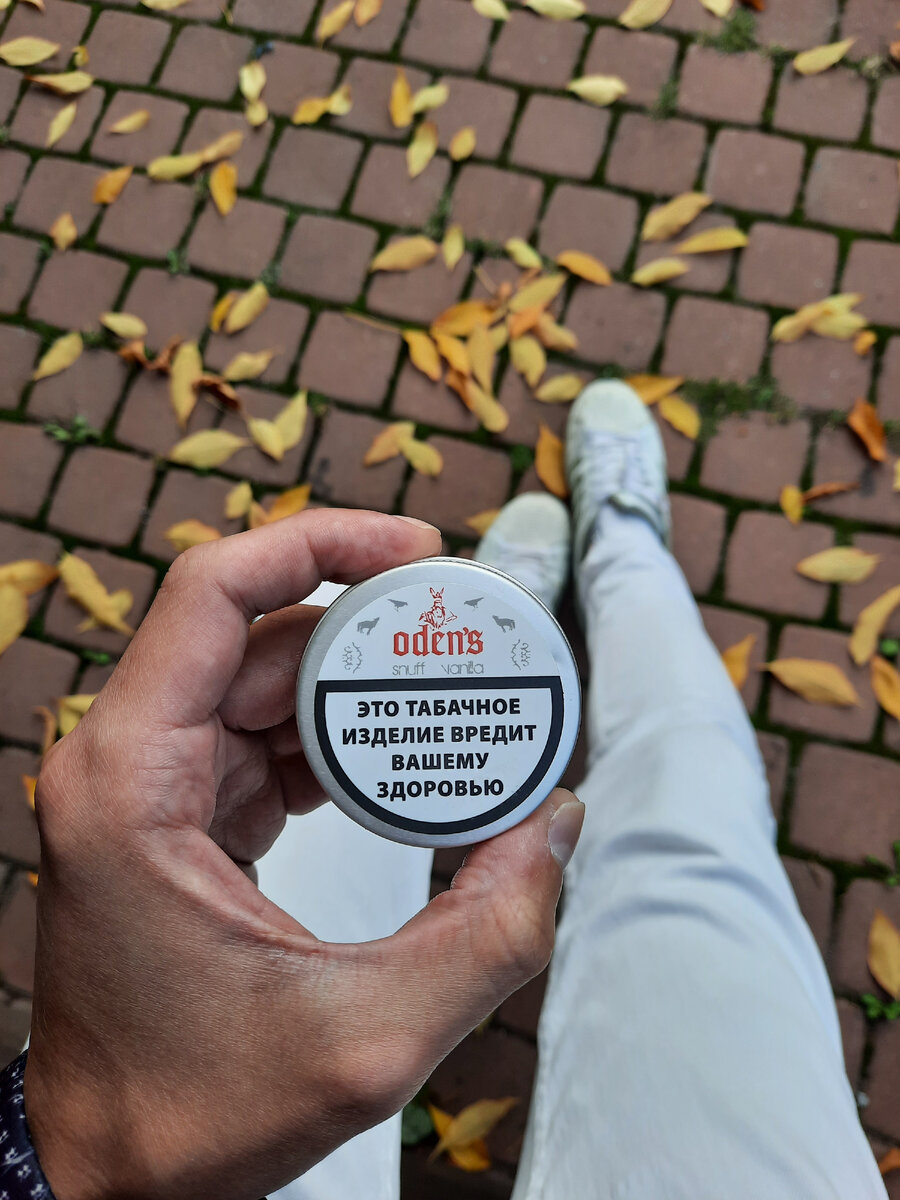 oden's
snuff vanilla
ЭТО ТАБАЧНОЕ
ИЗДЕЛИЕ ВРЕДИТ
ВАШЕМУ
ЗДОРОВЬЮ